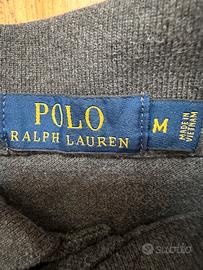 POLO
RALPH LAUREN
M
MADE IN
VIETNAM
subito